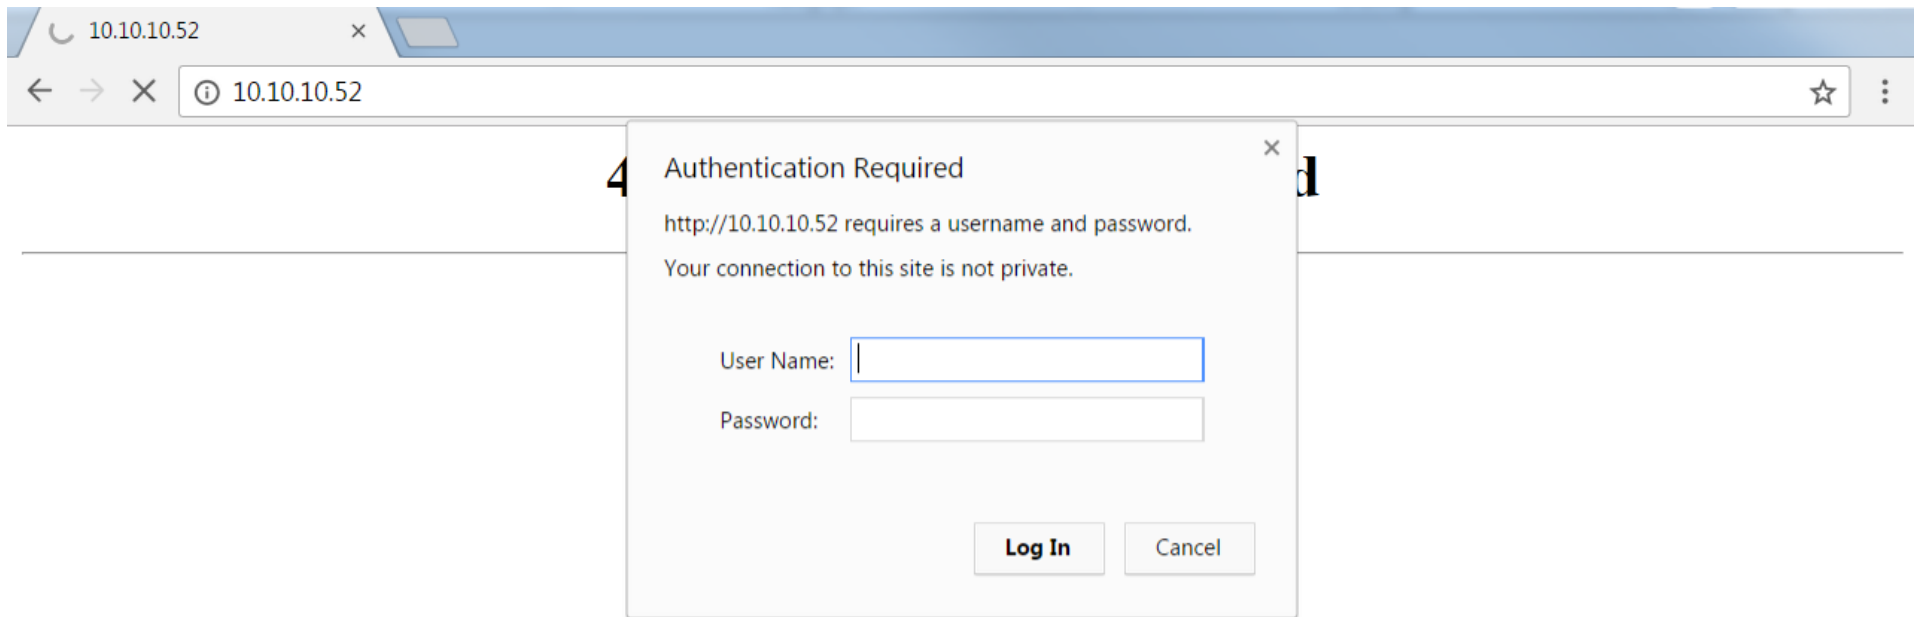 10.10.10.52
10.10.10.52
4 d
Authentication Required
http://10.10.10.52 requires a username and password.
Your connection to this site is not private.
User Name:
Password:
Log In
Cancel